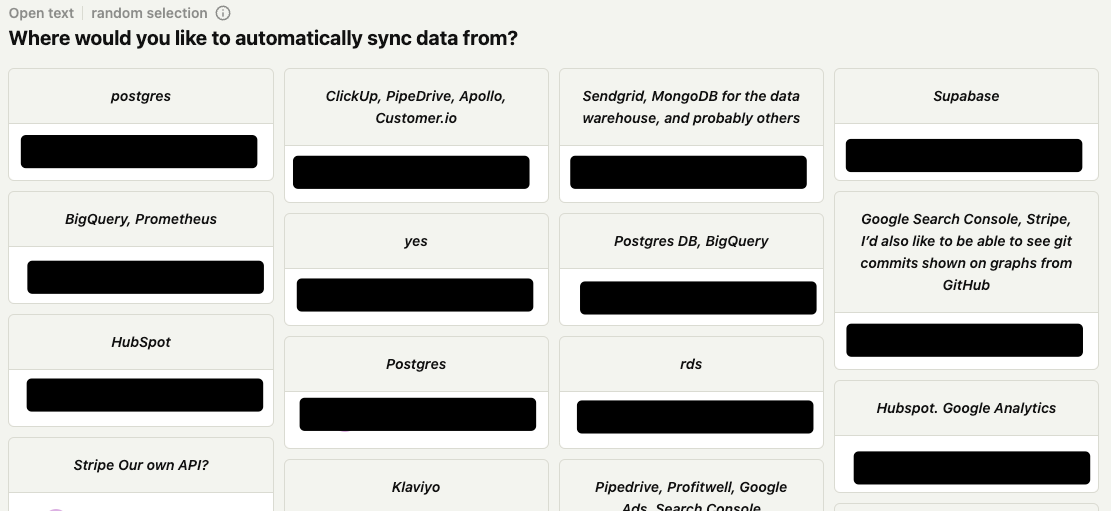 Open text random selection
Where would you like to automatically sync data from?
postgres
BigQuery, Prometheus
HubSpot
Stripe Our own API?
ClickUp, PipeDrive, Apollo,
Customer.io
yes
Postgres
Klaviyo
Sendgrid, MongoDB for the data
warehouse, and probably others
Postgres DB, BigQuery
rds
Pipedrive, Profitwell, Google
Ads, Search Console
Supabase
Google Search Console, Stripe,
I’d also like to be able to see git
commits shown on graphs from
GitHub
Hubspot. Google Analytics